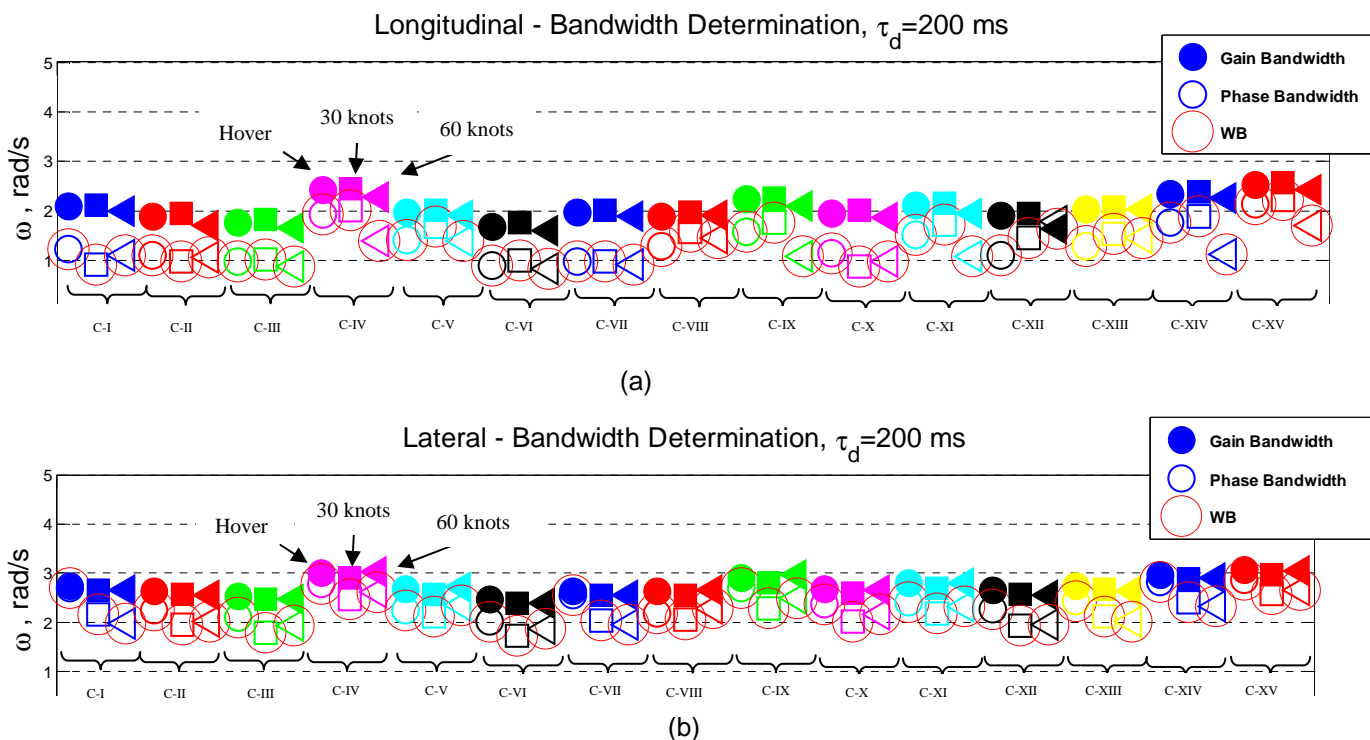 Longitudinal - Bandwidth Determination, τd=200 ms
Gain Bandwidth
Phase Bandwidth
WB
5
4
3
2
1
ω , rad/s
Hover
30 knots
60 knots
C-I C-II C-III C-IV C-V C-VI C-VII C-VIII C-IX C-X C-XI C-XII C-XIII C-XIV C-XV
(a)
Lateral - Bandwidth Determination, τd=200 ms
Gain Bandwidth
Phase Bandwidth
WB
5
4
3
2
1
ω , rad/s
Hover
30 knots
60 knots
C-I C-II C-III C-IV C-V C-VI C-VII C-VIII C-IX C-X C-XI C-XII C-XIII C-XIV C-XV
(b)